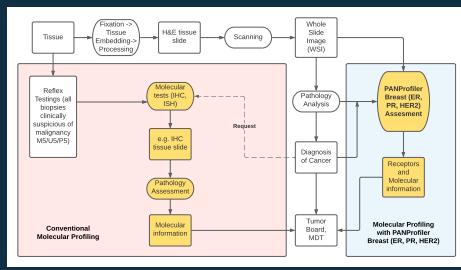 Tissue
Fixation ->
Tissue
Embedding->
Processing
H&E tissue
slide
Scanning
Whole
Slide
Image
(WSI)
Reflex
Testings (all
biopsies
clinically
suspicious of
malignancy
M5/U5/P5)
Molecular
tests (IHC,
ISH)
e.g. IHC
tissue slide
Pathology
Assessment
Molecular
information
Conventional
Molecular Profiling
Request
Pathology
Analysis
Diagnosis
of Cancer
Tumor
Board,
MDT
PANProfiler
Breast (ER,
PR, HER2)
Assesment
Receptors
and
Molecular
information
Molecular Profiling
with PANProfiler
Breast (ER, PR, HER2)